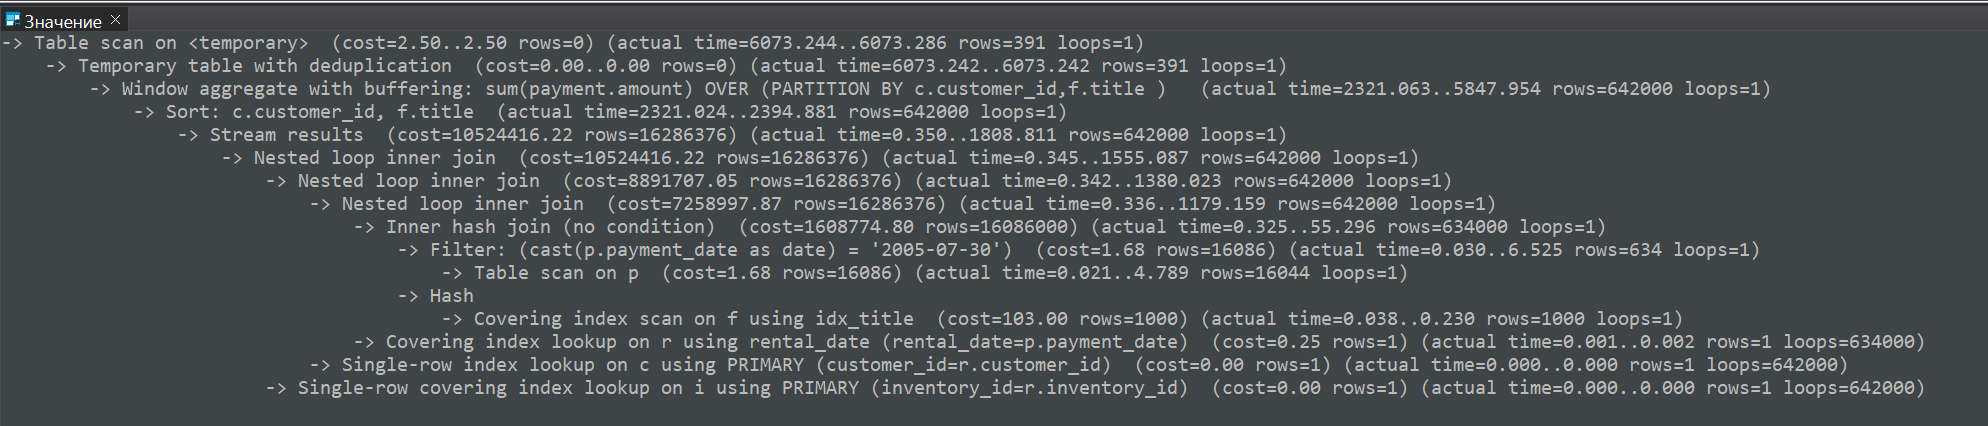 Значение ×
-> Table scan on <temporary>  (cost=2.50..2.50 rows=0) (actual time=6073.244..6073.286 rows=391 loops=1)
    -> Temporary table with deduplication  (cost=0.00..0.00 rows=0) (actual time=6073.242..6073.242 rows=391 loops=1)
        -> Window aggregate with buffering: sum(payment.amount) OVER (PARTITION BY c.customer_id,f.title )   (actual time=2321.063..5847.954 rows=642000 loops=1)
            -> Sort: c.customer_id, f.title  (actual time=2321.024..2394.881 rows=642000 loops=1)
                -> Stream results  (cost=10524416.22 rows=16286376) (actual time=0.350..1808.811 rows=642000 loops=1)
                    -> Nested loop inner join  (cost=10524416.22 rows=16286376) (actual time=0.345..1555.087 rows=642000 loops=1)
                        -> Nested loop inner join  (cost=8891707.05 rows=16286376) (actual time=0.342..1380.023 rows=642000 loops=1)
                            -> Nested loop inner join  (cost=7258997.87 rows=16286376) (actual time=0.336..1179.159 rows=642000 loops=1)
                                -> Inner hash join (no condition)  (cost=1608774.80 rows=16086000) (actual time=0.325..55.296 rows=634000 loops=1)
                                    -> Filter: (cast(p.payment_date as date) = '2005-07-30')  (cost=1.68 rows=16086) (actual time=0.030..6.525 rows=634 loops=1)
                                        -> Table scan on p  (cost=1.68 rows=16086) (actual time=0.021..4.789 rows=16044 loops=1)
                                    -> Hash
                                        -> Covering index scan on f using idx_title  (cost=103.00 rows=1000) (actual time=0.038..0.230 rows=1000 loops=1)
                                -> Covering index lookup on r using rental_date (rental_date=p.payment_date)  (cost=0.25 rows=1) (actual time=0.001..0.002 rows=1 loops=634000)
                            -> Single-row index lookup on c using PRIMARY (customer_id=r.customer_id)  (cost=0.00 rows=1) (actual time=0.000..0.000 rows=1 loops=642000)
                        -> Single-row covering index lookup on i using PRIMARY (inventory_id=r.inventory_id)  (cost=0.00 rows=1) (actual time=0.000..0.000 rows=1 loops=642000)